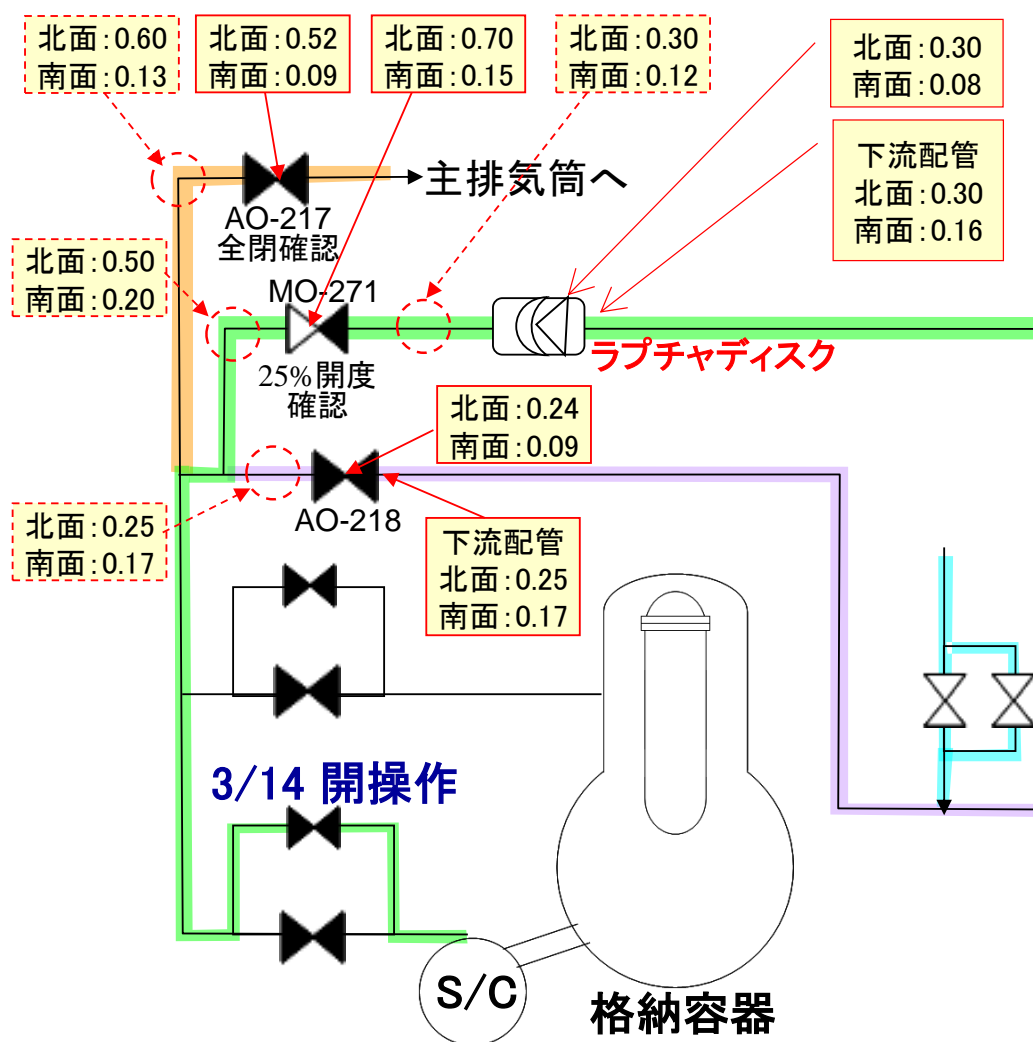 北面:0.60
南面:0.13
北面:0.52
南面:0.09
北面:0.70
南面:0.15
北面:0.30
南面:0.12
北面:0.30
南面:0.08
下流配管
北面:0.30
南面:0.16
主排気筒へ
AO-217
全閉確認
北面:0.50
南面:0.20
MO-271
25%開度
確認
ラプチャディスク
北面:0.24
南面:0.09
AO-218
北面:0.25
南面:0.17
下流配管
北面:0.25
南面:0.17
3/14 開操作
S/C
格納容器